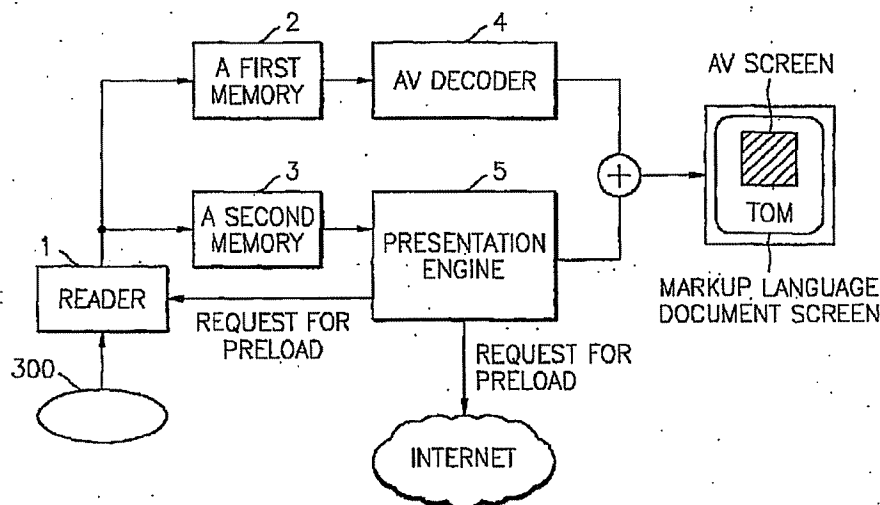 2
A FIRST
MEMORY
4
AV DECODER
AV SCREEN
TOM
MARKUP LANGUAGE
DOCUMENT SCREEN
3
A SECOND
MEMORY
5
PRESENTATION
ENGINE
1
READER
REQUEST FOR
PRELOAD
300
REQUEST FOR
PRELOAD
INTERNET